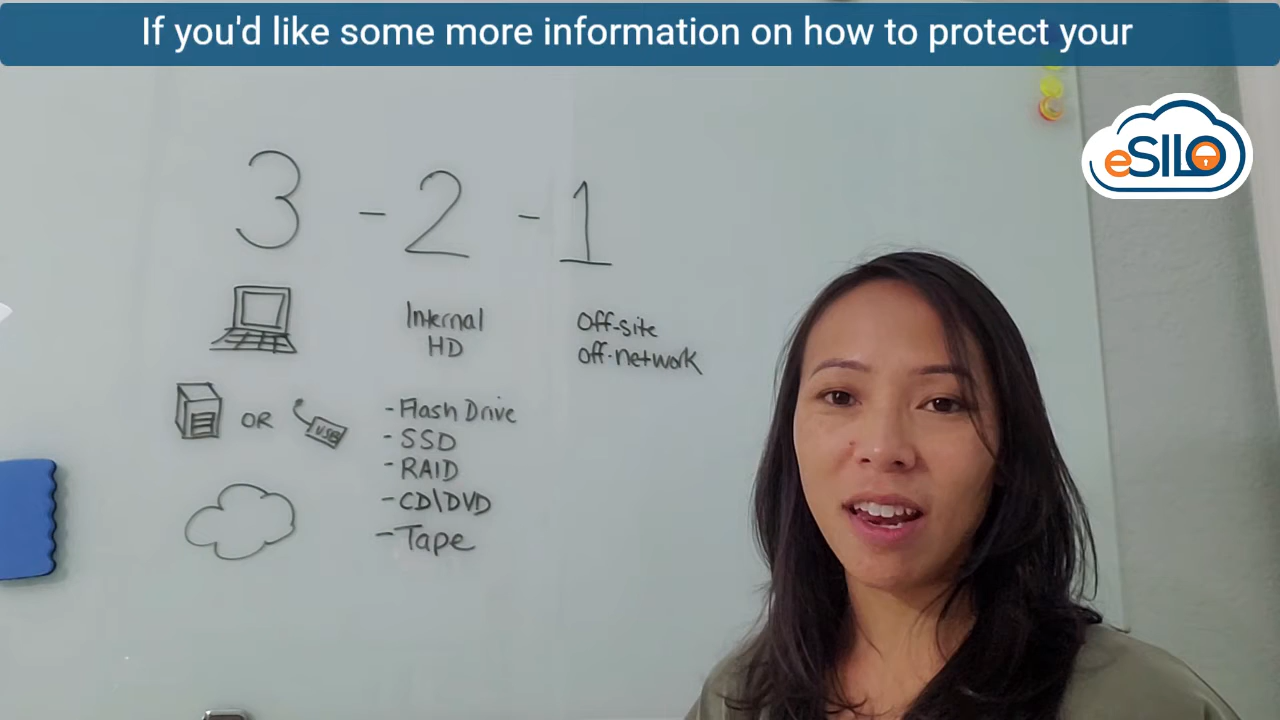 If you'd like some more information on how to protect your
eSILO
3 - 2 - 1
Internal
HD
Off-site
off-network
OR
USB
- Flash Drive
- SSD
- RAID
- CD\DVD
- Tape